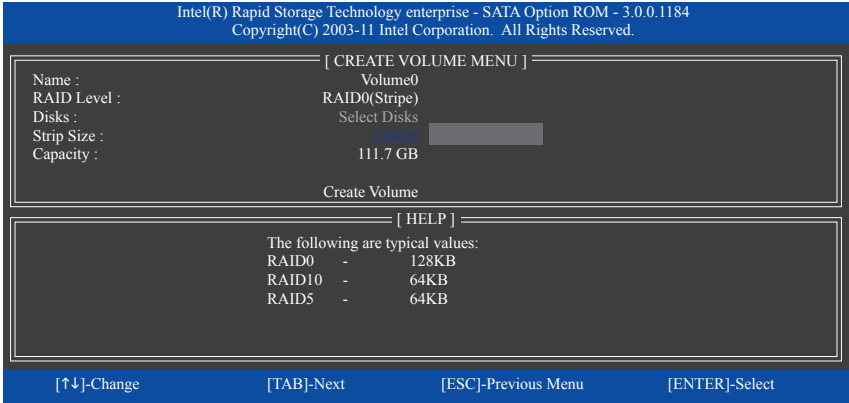 Intel(R) Rapid Storage Technology enterprise - SATA Option ROM - 3.0.0.1184
Copyright(C) 2003-11 Intel Corporation. All Rights Reserved.
[ CREATE VOLUME MENU ]
Name : Volume0
RAID Level : RAID0(Stripe)
Disks : Select Disks
Strip Size : 128KB
Capacity : 111.7 GB
Create Volume
[ HELP ]
The following are typical values:
RAID0 - 128KB
RAID10 - 64KB
RAID5 - 64KB
[↑↓]-Change [TAB]-Next [ESC]-Previous Menu [ENTER]-Select